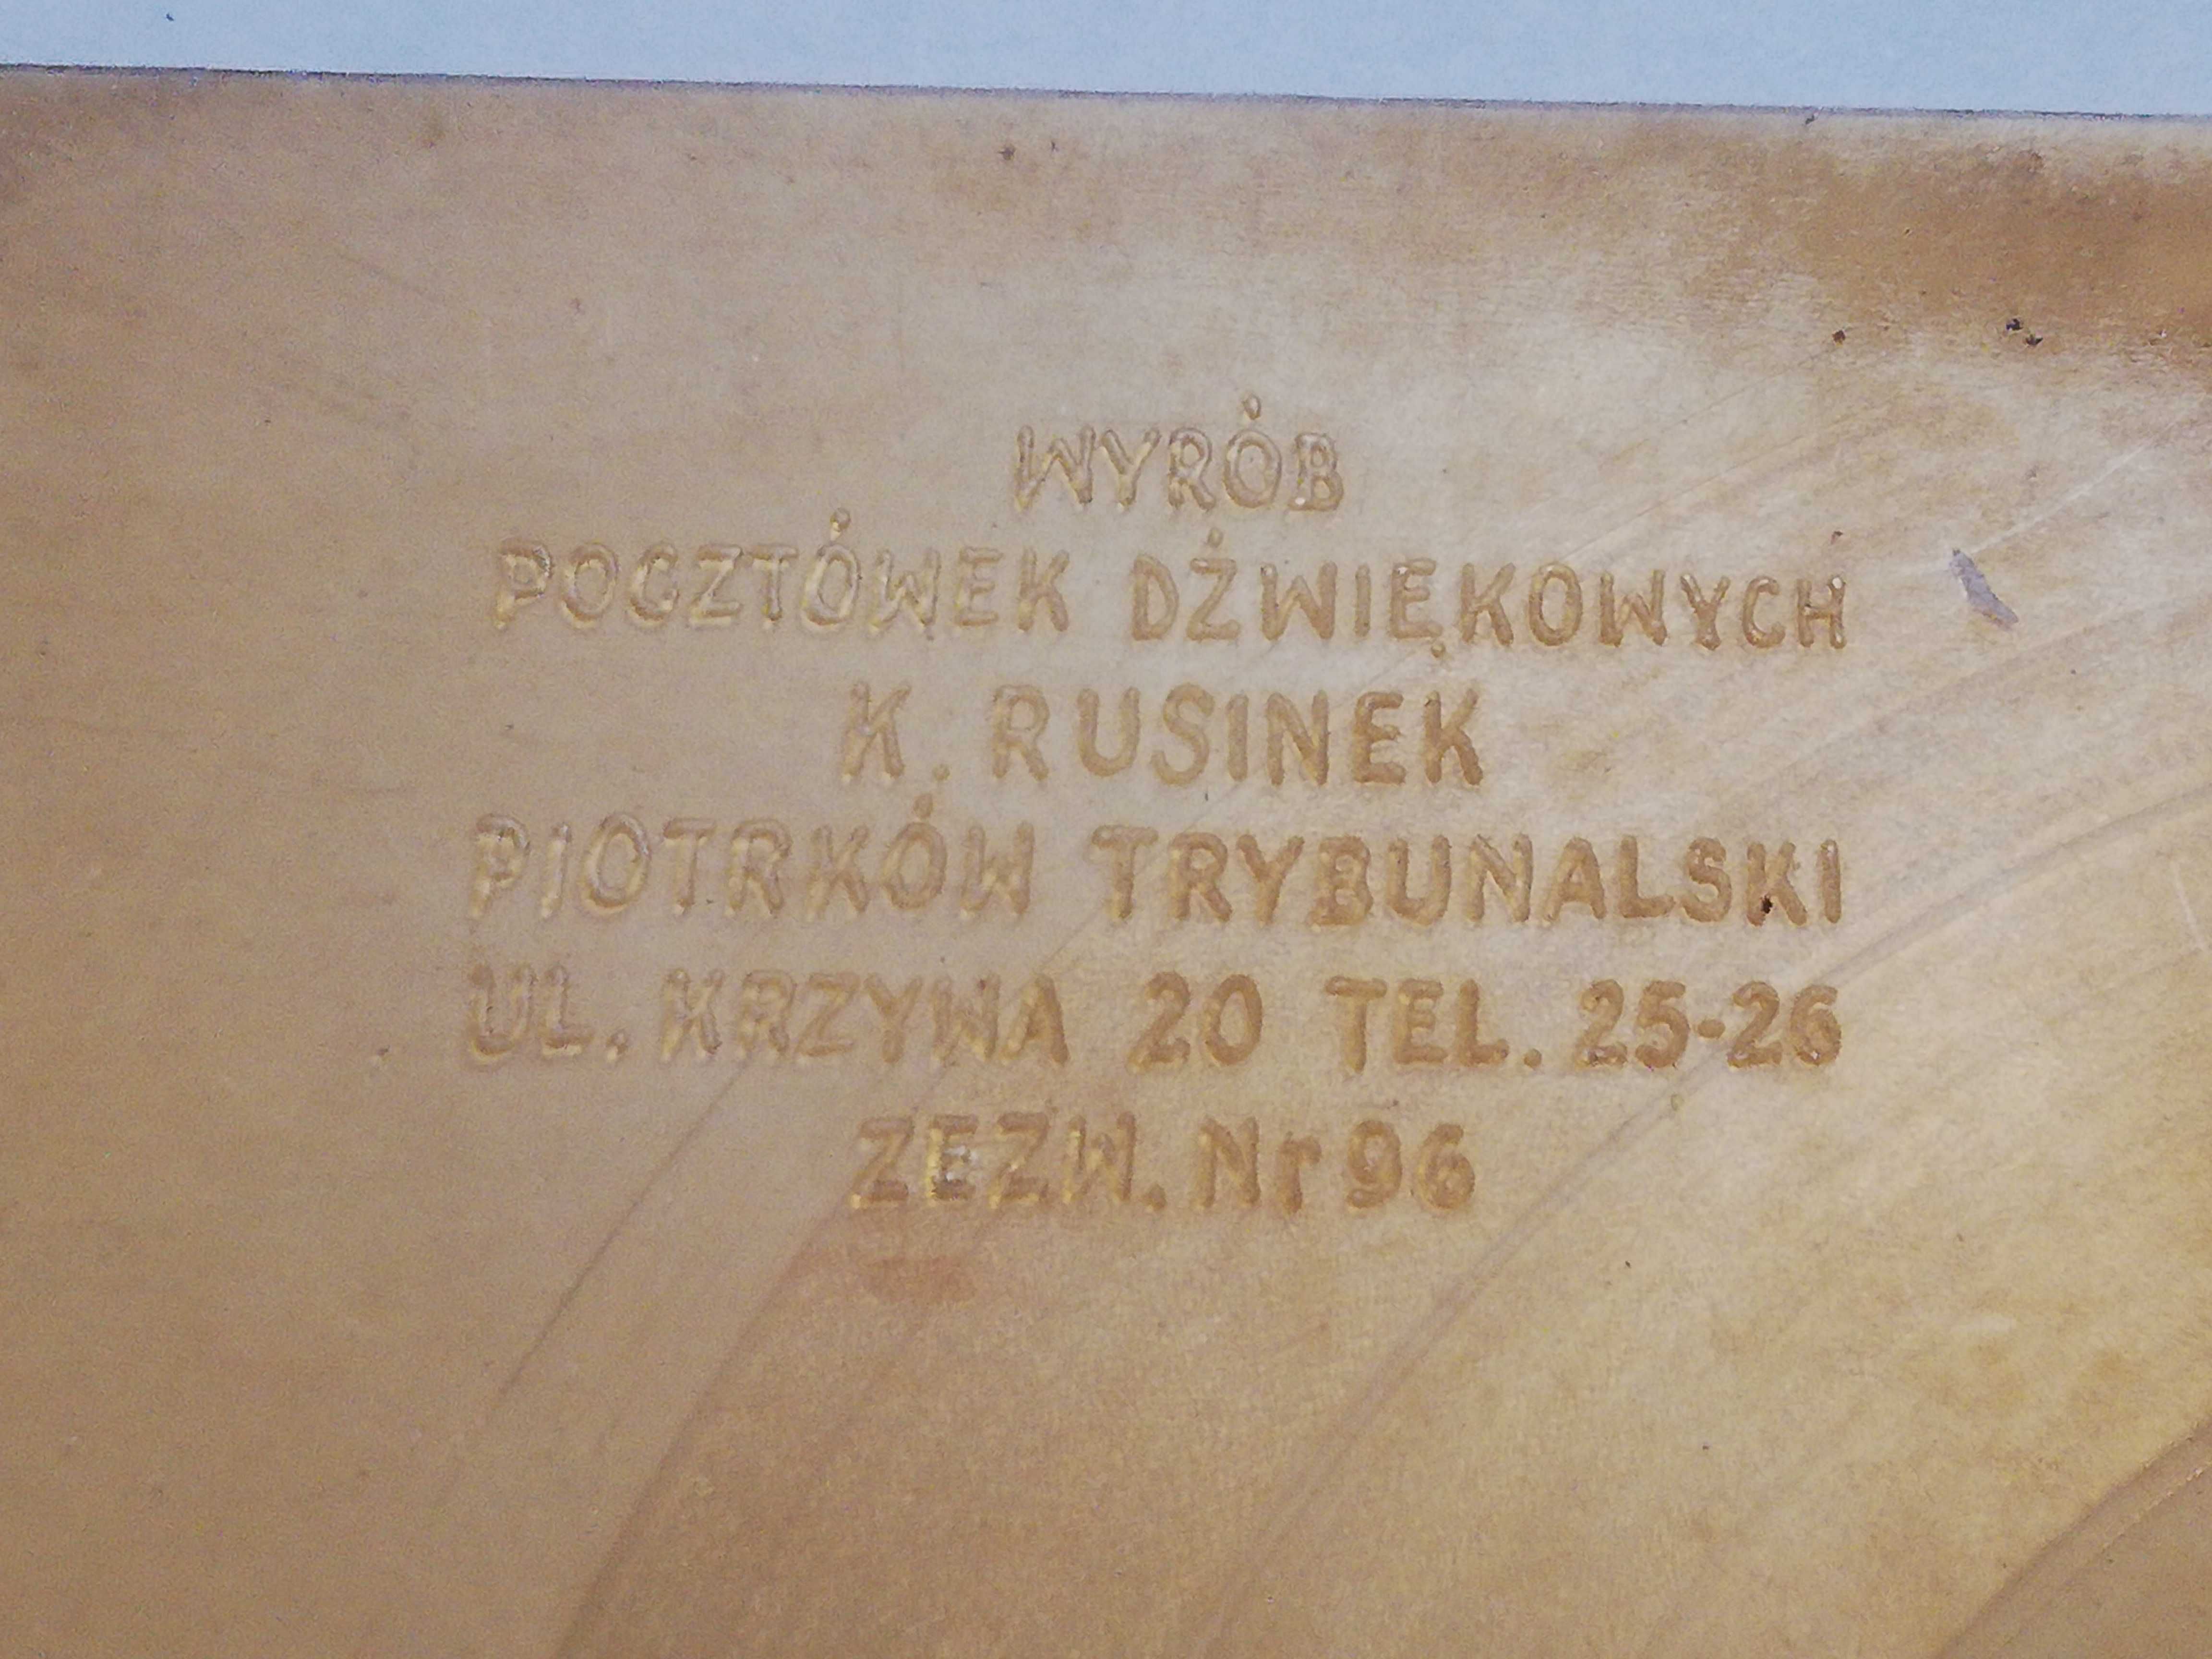 WYRÓB
POCZTÓWEK DŹWIĘKOWYCH
K. RUSINEK
PIOTRKÓW TRYBUNALSKI
UL. KRZYWA 20 TEL. 25-26
ZEZW. Nr 96